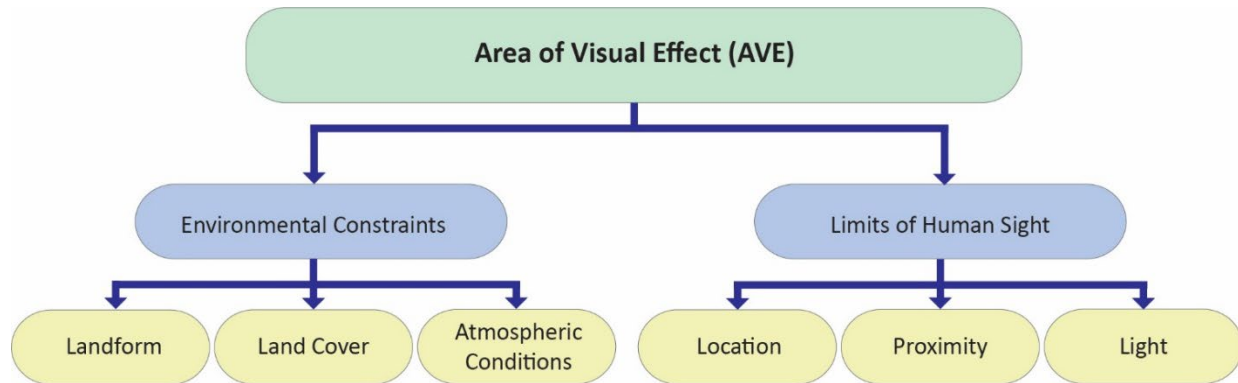 Area of Visual Effect (AVE)
Environmental Constraints
Limits of Human Sight
Landform
Land Cover
Atmospheric
Conditions
Location
Proximity
Light